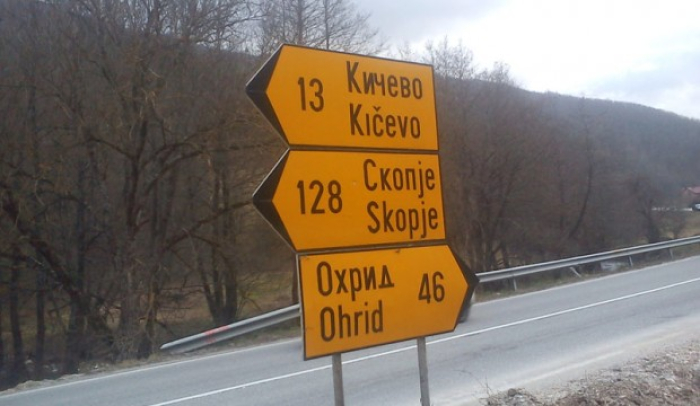 13 Кичево
Kičevo
128 Скопје
Skopje
Охрид 46
Ohrid